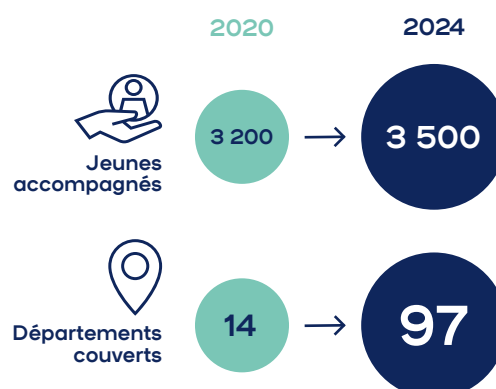 2020 2024
3 200 3 500
Jeunes
accompagnés
14 97
Départements
couverts